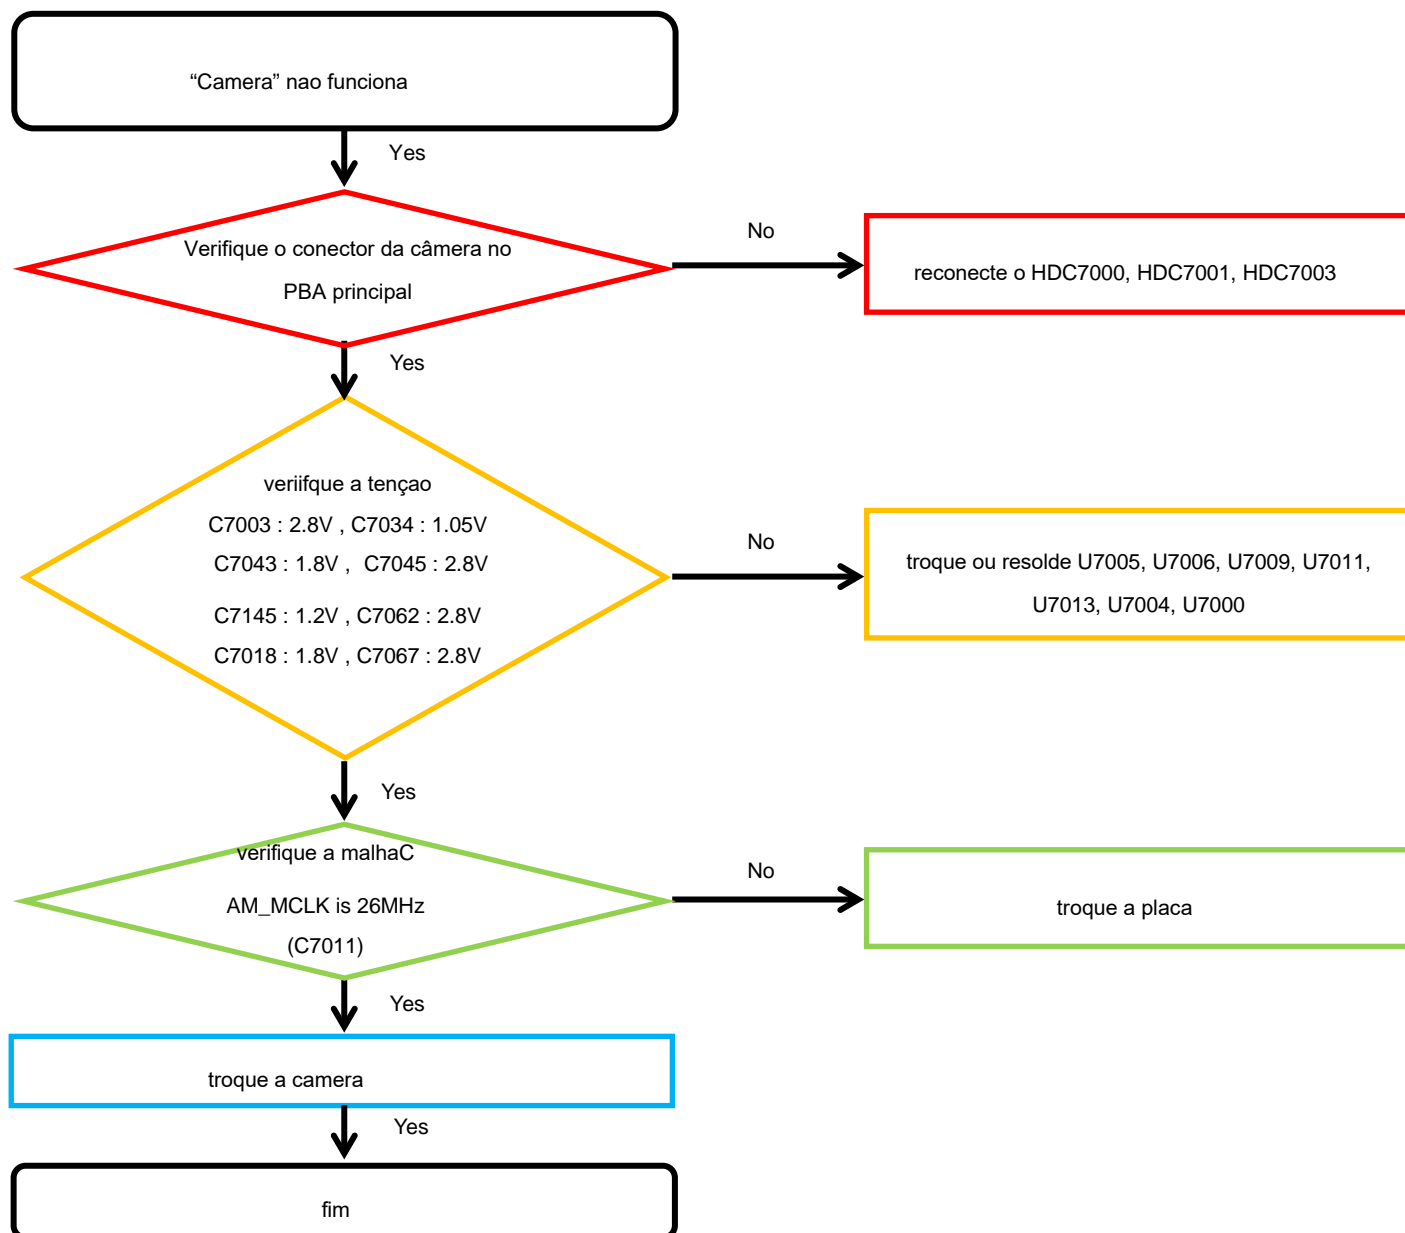 “Camera” nao funciona
Yes
Verifique o conector da câmera no
PBA principal
No
reconecte o HDC7000, HDC7001, HDC7003
Yes
veriifque a tençao
C7003 : 2.8V , C7034 : 1.05V
C7043 : 1.8V , C7045 : 2.8V
C7145 : 1.2V , C7062 : 2.8V
C7018 : 1.8V , C7067 : 2.8V
No
troque ou resolde U7005, U7006, U7009, U7011,
U7013, U7004, U7000
Yes
verifique a malhaC
AM_MCLK is 26MHz
(C7011)
No
troque a placa
Yes
troque a camera
Yes
fim